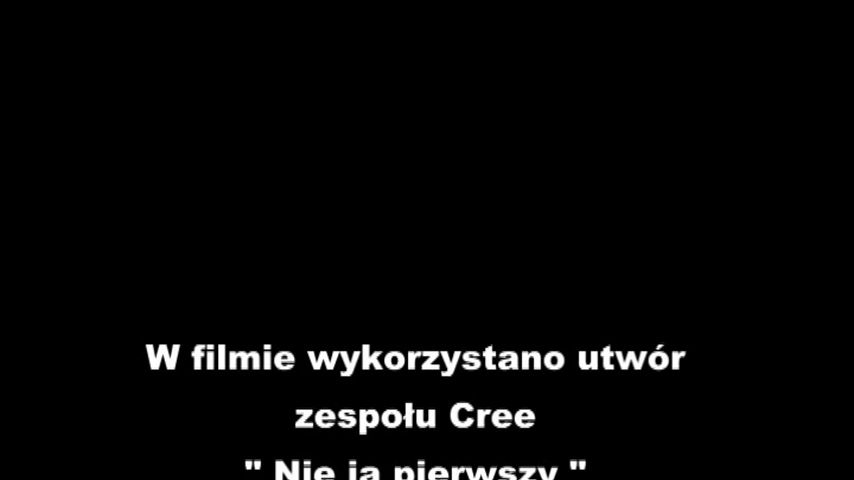 W filmie wykorzystano utwór
zespołu Cree
" Nie ja pierwszy "